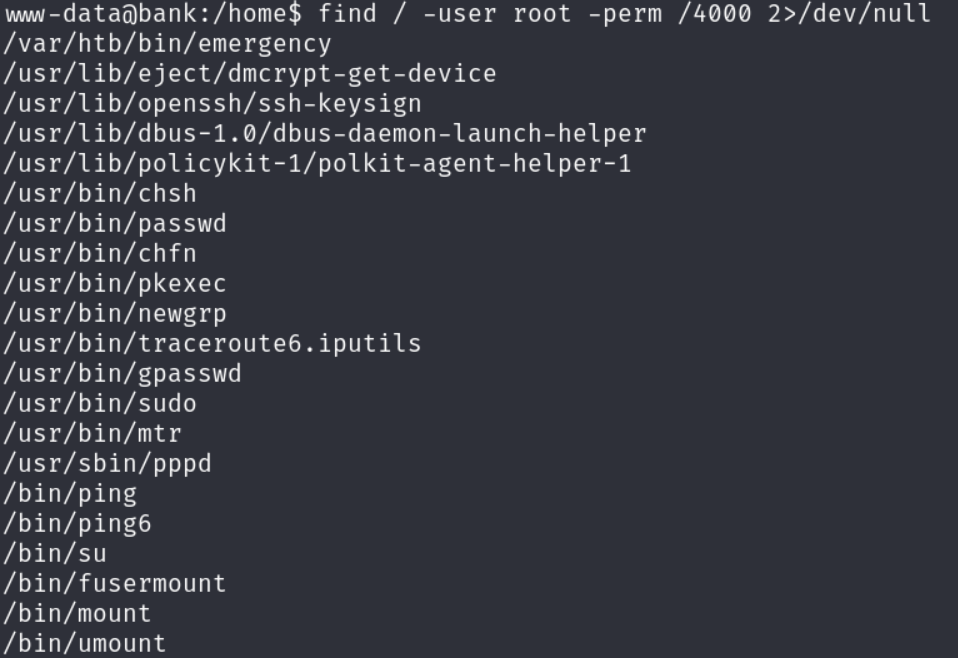 www-data@bank:/home$ find / -user root -perm /4000 2>/dev/null
/var/htb/bin/emergency
/usr/lib/eject/dmcrypt-get-device
/usr/lib/openssh/ssh-keysign
/usr/lib/dbus-1.0/dbus-daemon-launch-helper
/usr/lib/policykit-1/polkit-agent-helper-1
/usr/bin/chsh
/usr/bin/passwd
/usr/bin/chfn
/usr/bin/pkexec
/usr/bin/newgrp
/usr/bin/traceroute6.iputils
/usr/bin/gpasswd
/usr/bin/sudo
/usr/bin/mtr
/usr/sbin/pppd
/bin/ping
/bin/ping6
/bin/su
/bin/fusermount
/bin/mount
/bin/umount